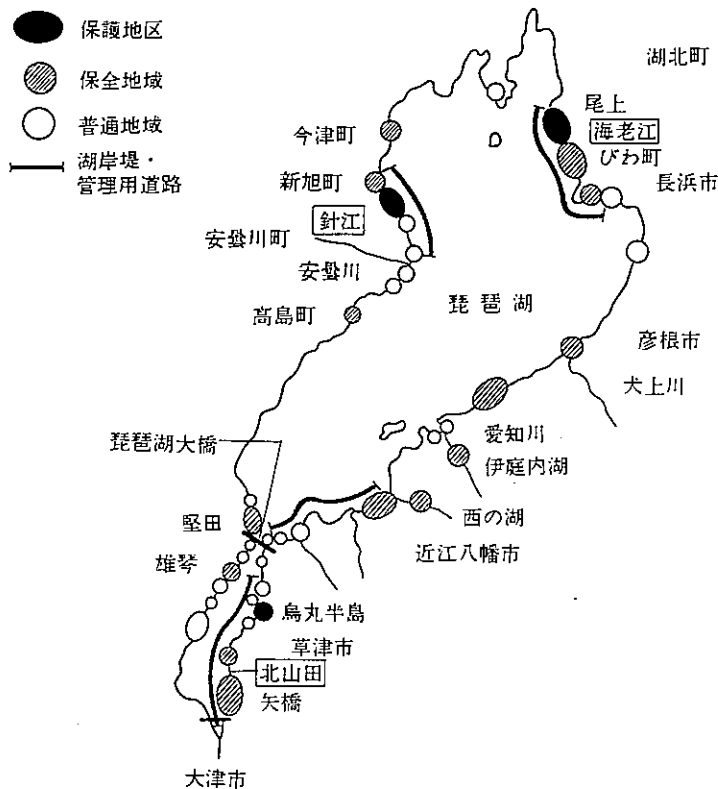 保護地区
保全地域
普通地域
湖岸堤・
管理用道路
湖北町
尾上
海老江
びわ町
長浜市
今津町
新旭町
針江
安曇川町
安曇川
高島町
琵琶湖
彦根市
犬上川
愛知川
伊庭内湖
西の湖
近江八幡市
琵琶湖大橋
堅田
雄琴
烏丸半島
草津市
北山田
矢橋
大津市